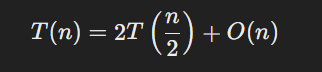 T(n) = 2T(n/2) + O(n)